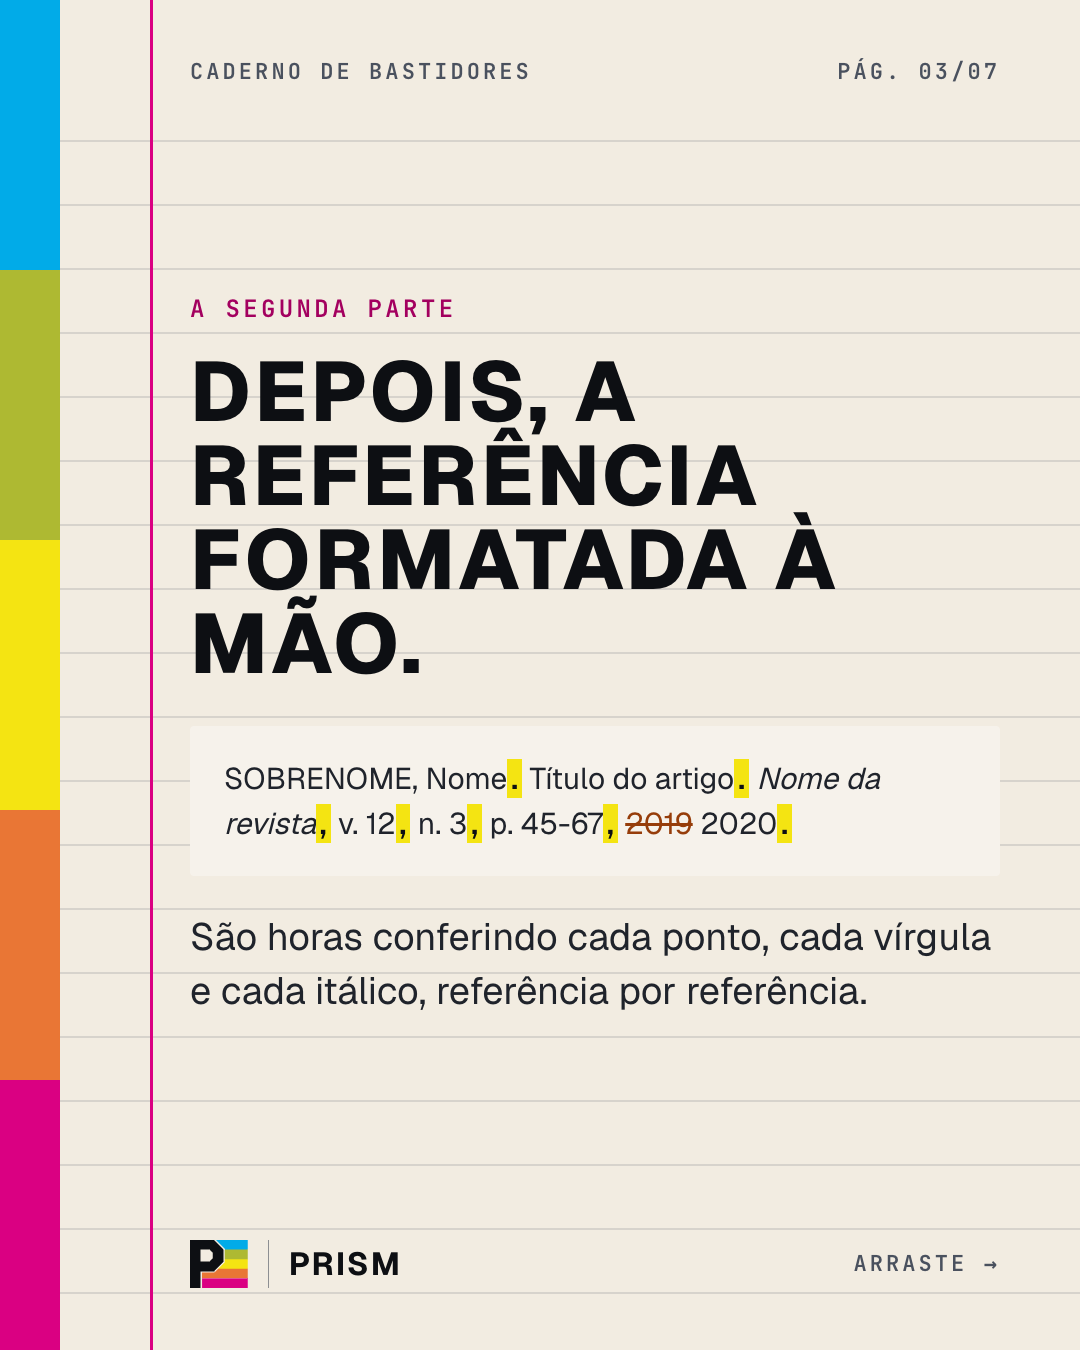 CADERNO DE BASTIDORES
PÁG. 03/07
A SEGUNDA PARTE
DEPOIS, A
REFERÊNCIA
FORMATADA À
MÃO.
SOBRENOME, Nome. Título do artigo. Nome da
revista, v. 12, n. 3, p. 45-67, 2019 2020.
São horas conferindo cada ponto, cada vírgula
e cada itálico, referência por referência.
PRISM
ARRASTE →